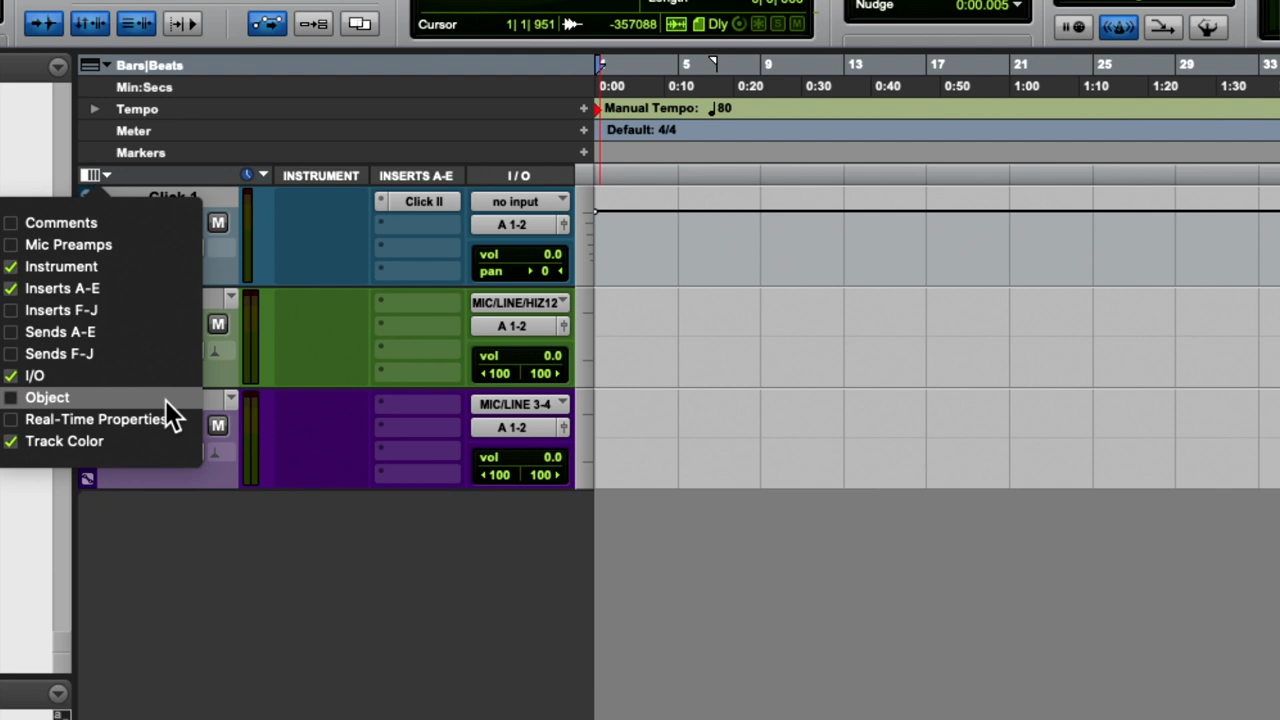 Cursor 1| 1| 951 -357088 Dly S M
Nudge 0:00.005
Bars|Beats 5 9 13 17 21 25 29 33
Min:Secs 0:00 0:10 0:20 0:30 0:40 0:50 1:00 1:10 1:20 1:30
Tempo + Manual Tempo: 80
Meter + Default: 4/4
Markers +
INSTRUMENT INSERTS A-E I / O
Click II no input
M A 1-2
vol 0.0
pan 0
MIC/LINE/HIZ12
M A 1-2
vol 0.0
100 100
MIC/LINE 3-4
M A 1-2
vol 0.0
100 100
Comments
Mic Preamps
Instrument
Inserts A-E
Inserts F-J
Sends A-E
Sends F-J
I/O
Object
Real-Time Properties
Track Color